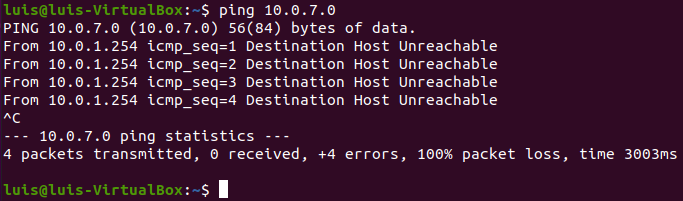 luis@luis-VirtualBox:~$ ping 10.0.7.0
PING 10.0.7.0 (10.0.7.0) 56(84) bytes of data.
From 10.0.1.254 icmp_seq=1 Destination Host Unreachable
From 10.0.1.254 icmp_seq=2 Destination Host Unreachable
From 10.0.1.254 icmp_seq=3 Destination Host Unreachable
From 10.0.1.254 icmp_seq=4 Destination Host Unreachable
^C
--- 10.0.7.0 ping statistics ---
4 packets transmitted, 0 received, +4 errors, 100% packet loss, time 3003ms
luis@luis-VirtualBox:~$